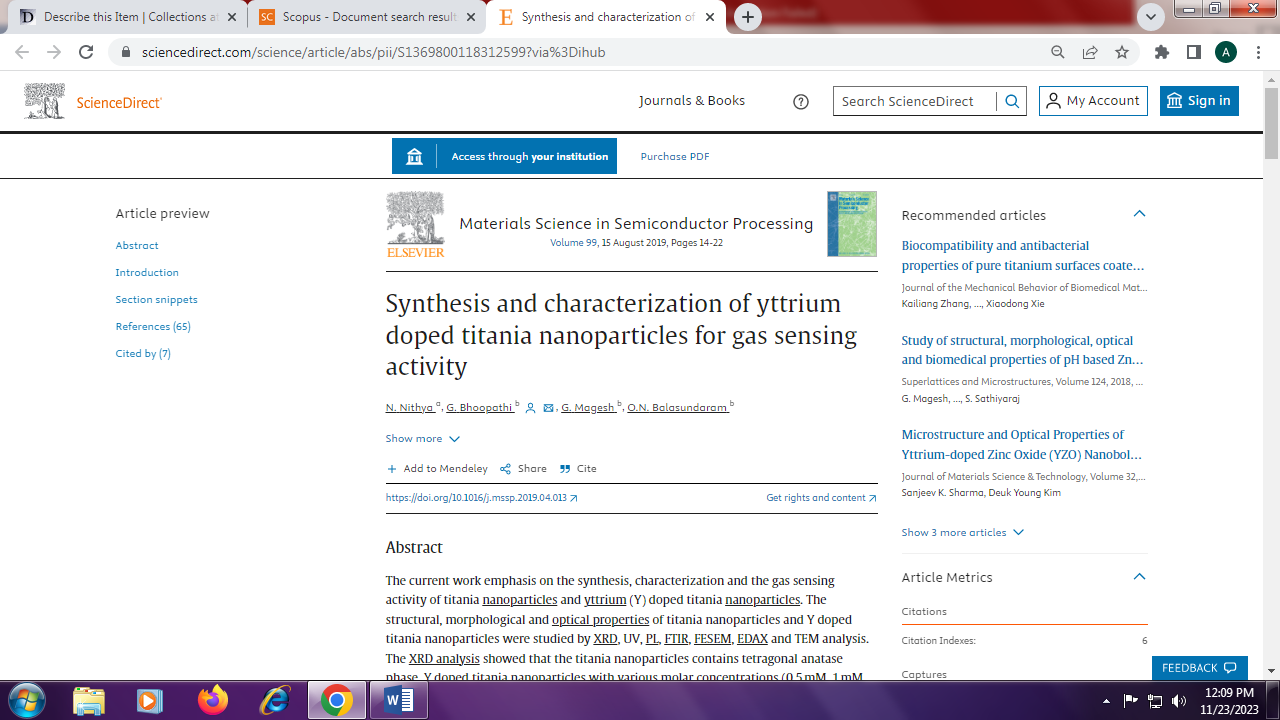 Describe this Item | Collections at
Scopus - Document search result
Synthesis and characterization of
sciencedirect.com/science/article/abs/pii/S1369800118312599?via%3Dihub
A
ScienceDirect
Journals & Books
Search ScienceDirect
My Account
Sign in
Access through your institution
Purchase PDF
Article preview
Abstract
Introduction
Section snippets
References (65)
Cited by (7)
ELSEVIER
Materials Science in Semiconductor Processing
Volume 99, 15 August 2019, Pages 14-22
Synthesis and characterization of yttrium
doped titania nanoparticles for gas sensing
activity
N. Nithya a, G. Bhoopathi b, G. Magesh b, O.N. Balasundaram b
Show more
Add to Mendeley Share Cite
https://doi.org/10.1016/j.mssp.2019.04.013
Get rights and content
Abstract
The current work emphasis on the synthesis, characterization and the gas sensing
activity of titania nanoparticles and yttrium (Y) doped titania nanoparticles. The
structural, morphological and optical properties of titania nanoparticles and Y doped
titania nanoparticles were studied by XRD, UV, PL, FTIR, FESEM, EDAX and TEM analysis.
The XRD analysis showed that the titania nanoparticles contains tetragonal anatase
phase. Y doped titania nanoparticles with various molar concentrations (0.5 mM, 1 mM
Recommended articles
Biocompatibility and antibacterial
properties of pure titanium surfaces coate…
Journal of the Mechanical Behavior of Biomedical Mat…
Kailiang Zhang, …, Xiaodong Xie
Study of structural, morphological, optical
and biomedical properties of pH based Zn…
Superlattices and Microstructures, Volume 124, 2018, …
G. Magesh, …, S. Sathiyaraj
Microstructure and Optical Properties of
Yttrium-doped Zinc Oxide (YZO) Nanobol…
Journal of Materials Science & Technology, Volume 32,…
Sanjeev K. Sharma, Deuk Young Kim
Show 3 more articles
Article Metrics
Citations
Citation Indexes: 6
Captures
FEEDBACK
12:09 PM
11/23/2023